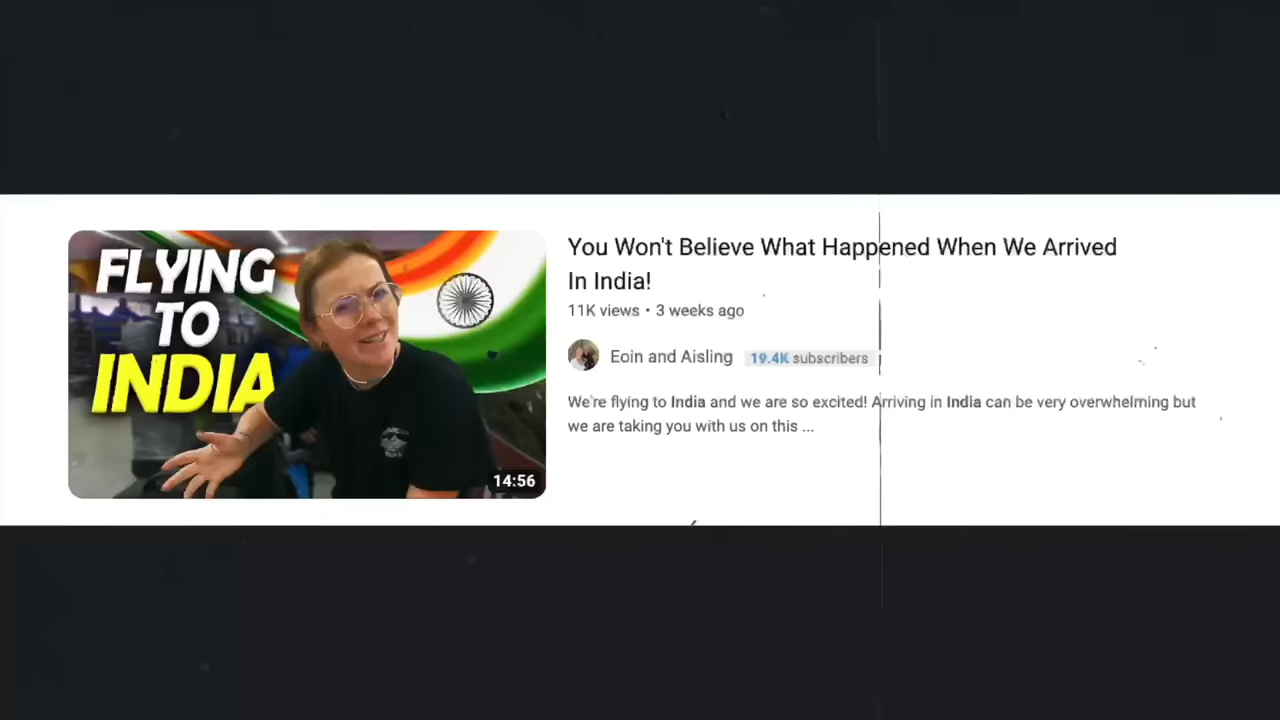 FLYING
TO
INDIA
14:56
You Won't Believe What Happened When We Arrived
In India!
11K views • 3 weeks ago
Eoin and Aisling 19.4K subscribers
We're flying to India and we are so excited! Arriving in India can be very overwhelming but
we are taking you with us on this ...